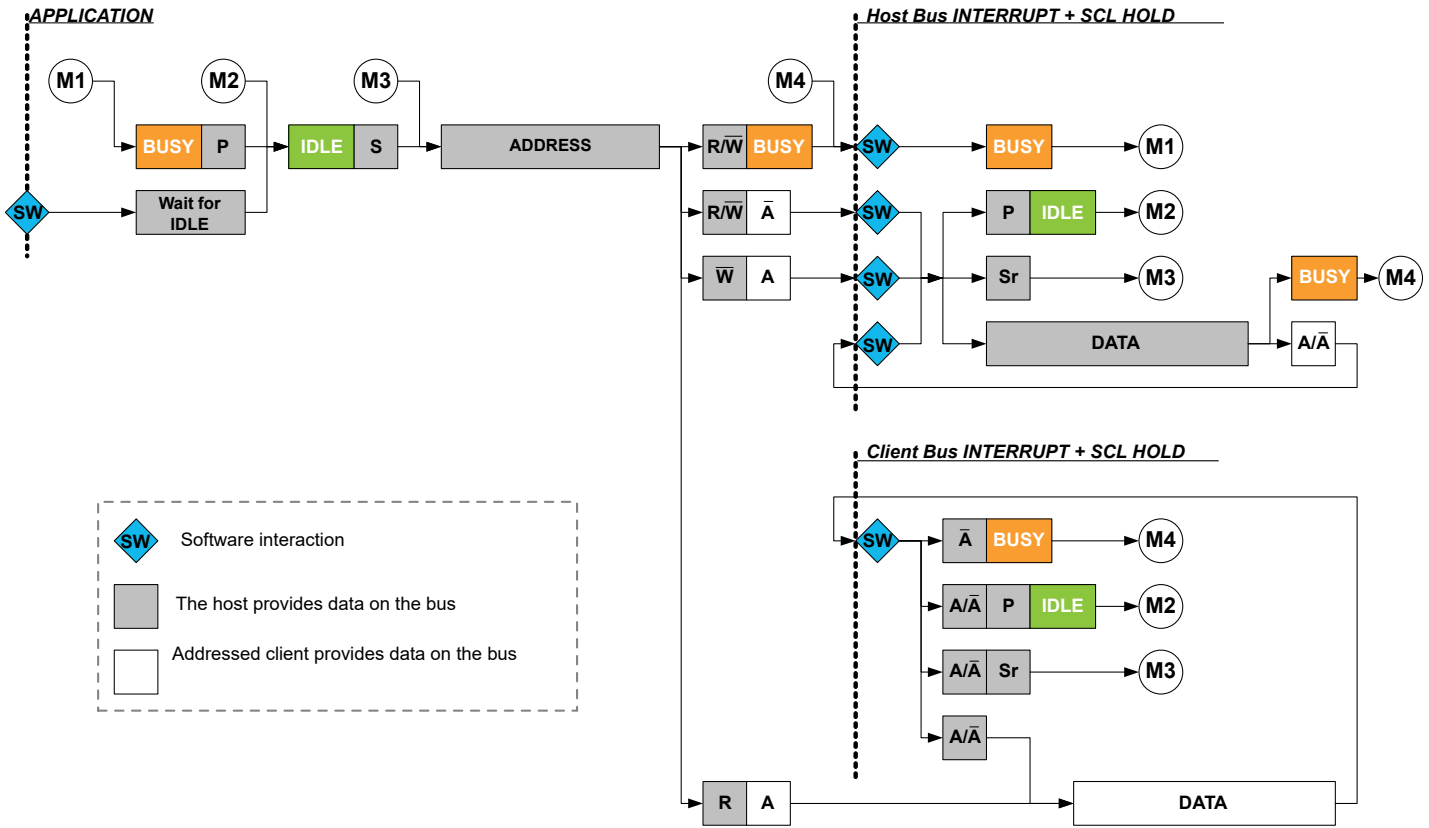 APPLICATION
Host Bus INTERRUPT + SCL HOLD
M1
M2
M3
M4
BUSY P
IDLE S
ADDRESS
R/W̅ BUSY
SW
BUSY
M1
SW
Wait for
IDLE
R/W̅ A̅
SW
P IDLE
M2
W̅ A
SW
Sr
M3
BUSY
M4
SW
DATA
A/A̅
Client Bus INTERRUPT + SCL HOLD
SW
A̅ BUSY
M4
A/A̅ P IDLE
M2
A/A̅ Sr
M3
A/A̅
R A
DATA
SW
Software interaction
The host provides data on the bus
Addressed client provides data on the bus